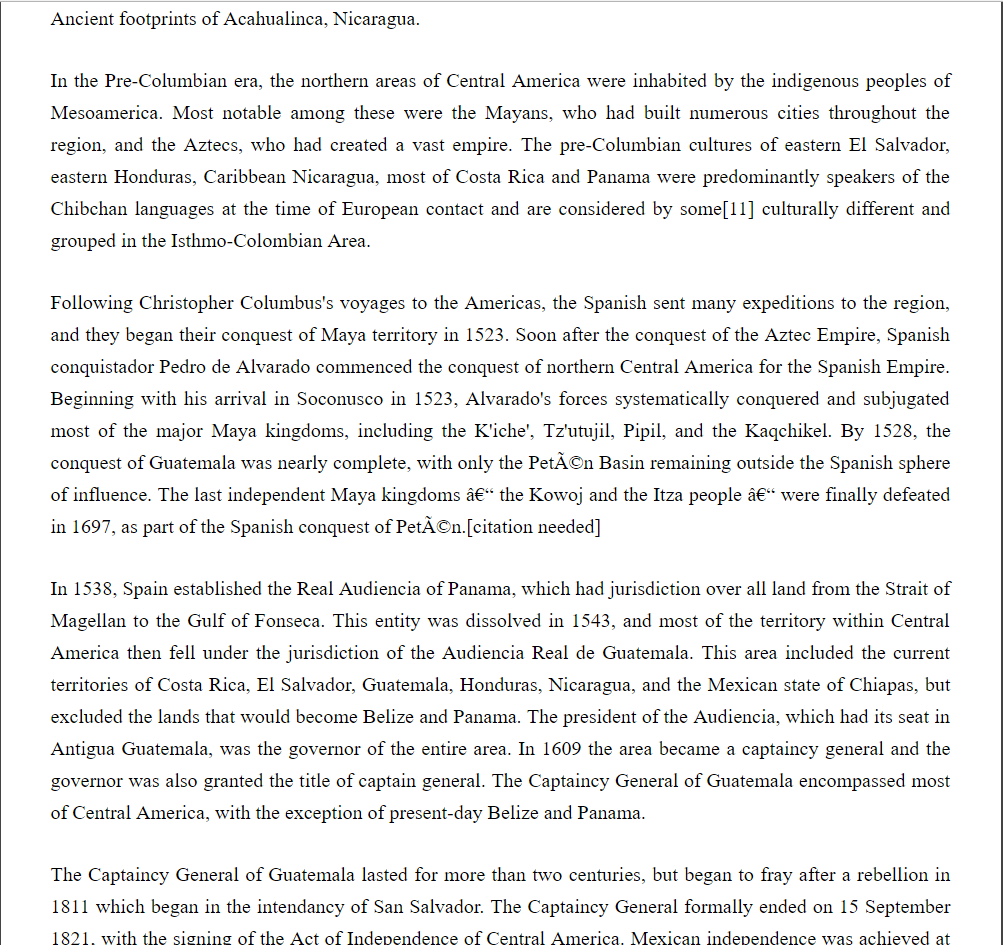 Ancient footprints of Acahualinca, Nicaragua.
In the Pre-Columbian era, the northern areas of Central America were inhabited by the indigenous peoples of
Mesoamerica. Most notable among these were the Mayans, who had built numerous cities throughout the
region, and the Aztecs, who had created a vast empire. The pre-Columbian cultures of eastern El Salvador,
eastern Honduras, Caribbean Nicaragua, most of Costa Rica and Panama were predominantly speakers of the
Chibchan languages at the time of European contact and are considered by some[11] culturally different and
grouped in the Isthmo-Colombian Area.
Following Christopher Columbus's voyages to the Americas, the Spanish sent many expeditions to the region,
and they began their conquest of Maya territory in 1523. Soon after the conquest of the Aztec Empire, Spanish
conquistador Pedro de Alvarado commenced the conquest of northern Central America for the Spanish Empire.
Beginning with his arrival in Soconusco in 1523, Alvarado's forces systematically conquered and subjugated
most of the major Maya kingdoms, including the K'iche', Tz'utujil, Pipil, and the Kaqchikel. By 1528, the
conquest of Guatemala was nearly complete, with only the PetÃ©n Basin remaining outside the Spanish sphere
of influence. The last independent Maya kingdoms â€“ the Kowoj and the Itza people â€“ were finally defeated
in 1697, as part of the Spanish conquest of PetÃ©n.[citation needed]
In 1538, Spain established the Real Audiencia of Panama, which had jurisdiction over all land from the Strait of
Magellan to the Gulf of Fonseca. This entity was dissolved in 1543, and most of the territory within Central
America then fell under the jurisdiction of the Audiencia Real de Guatemala. This area included the current
territories of Costa Rica, El Salvador, Guatemala, Honduras, Nicaragua, and the Mexican state of Chiapas, but
excluded the lands that would become Belize and Panama. The president of the Audiencia, which had its seat in
Antigua Guatemala, was the governor of the entire area. In 1609 the area became a captaincy general and the
governor was also granted the title of captain general. The Captaincy General of Guatemala encompassed most
of Central America, with the exception of present-day Belize and Panama.
The Captaincy General of Guatemala lasted for more than two centuries, but began to fray after a rebellion in
1811 which began in the intendancy of San Salvador. The Captaincy General formally ended on 15 September
1821, with the signing of the Act of Independence of Central America. Mexican independence was achieved at